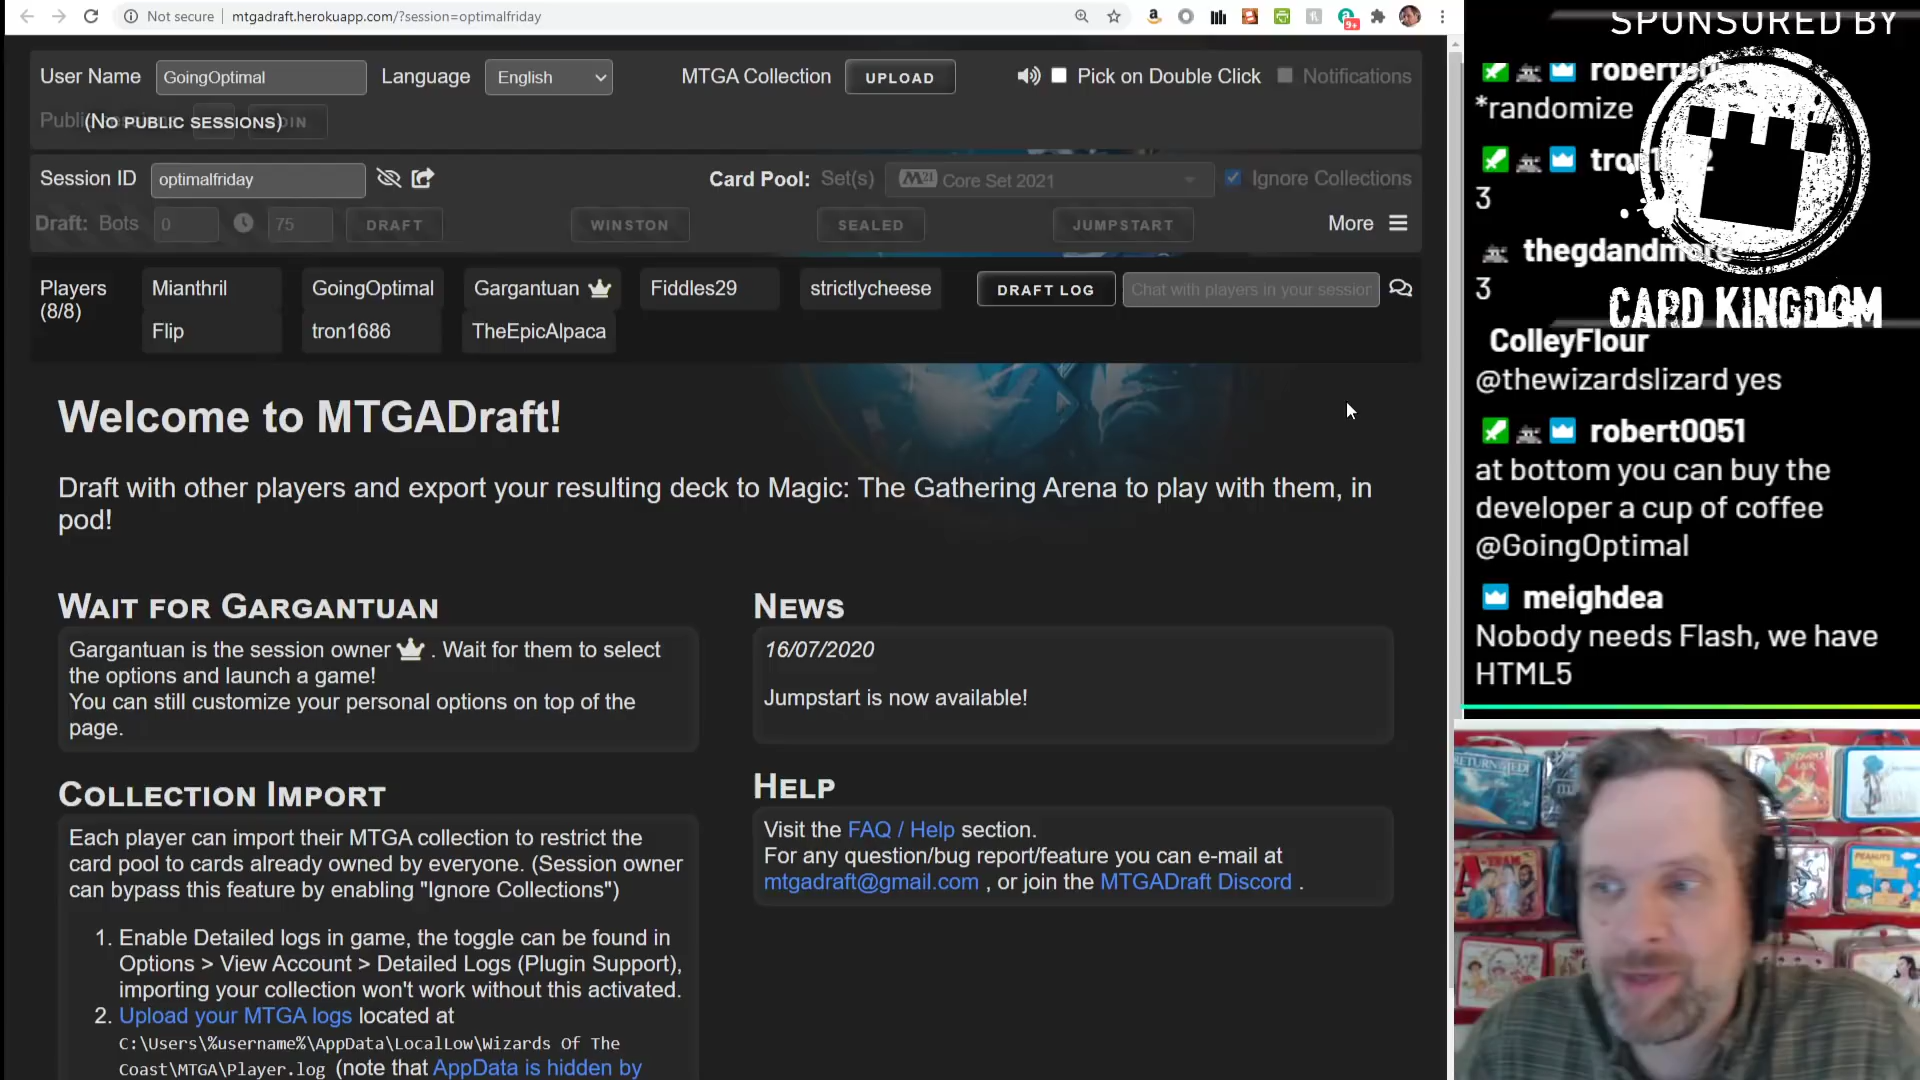 Not secure
mtgadraft.herokuapp.com/?session=optimalfriday
9+
User Name
GoingOptimal
Language
English
MTGA Collection
UPLOAD
Pick on Double Click
Notifications
(NO PUBLIC SESSIONS)
Session ID
optimalfriday
Card Pool:
Set(s)
M21
Core Set 2021
Ignore Collections
Draft:
Bots
0
75
DRAFT
WINSTON
SEALED
JUMPSTART
More
Players
(8/8)
Mianthril
GoingOptimal
Gargantuan
Fiddles29
strictlycheese
Flip
tron1686
TheEpicAlpaca
DRAFT LOG
Chat with players in your session
Welcome to MTGADraft!
Draft with other players and export your resulting deck to Magic: The Gathering Arena to play with them, in
pod!
WAIT FOR GARGANTUAN
Gargantuan is the session owner . Wait for them to select
the options and launch a game!
You can still customize your personal options on top of the
page.
COLLECTION IMPORT
Each player can import their MTGA collection to restrict the
card pool to cards already owned by everyone. (Session owner
can bypass this feature by enabling "Ignore Collections")
1. Enable Detailed logs in game, the toggle can be found in
Options > View Account > Detailed Logs (Plugin Support),
importing your collection won't work without this activated.
2. Upload your MTGA logs located at
C:\Users\%username%\AppData\LocalLow\Wizards Of The
Coast\MTGA\Player.log (note that AppData is hidden by
NEWS
16/07/2020
Jumpstart is now available!
HELP
Visit the FAQ / Help section.
For any question/bug report/feature you can e-mail at
mtgadraft@gmail.com , or join the MTGADraft Discord .
SPONSORED BY
*randomize
3
thegdandmore
3
CARD KINGDOM
ColleyFlour
@thewizardslizard yes
robert0051
at bottom you can buy the
developer a cup of coffee
@GoingOptimal
meighdea
Nobody needs Flash, we have
HTML5
PEANUTS